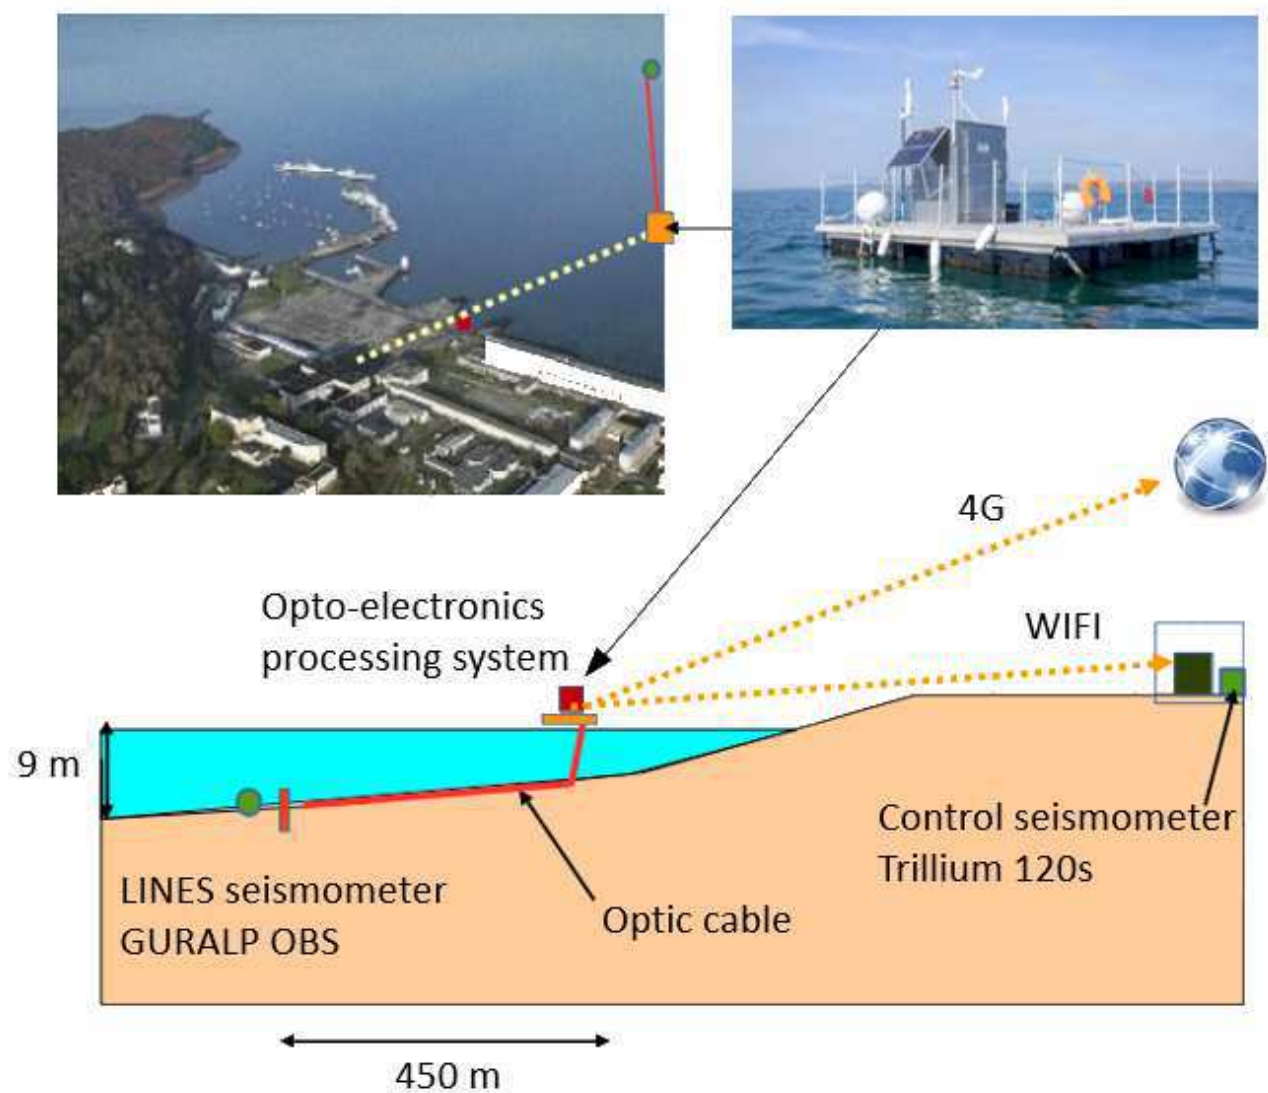 4G
Opto-electronics
processing system
WIFI
9 m
Control seismometer
Trillium 120s
LINES seismometer
GURALP OBS
Optic cable
450 m